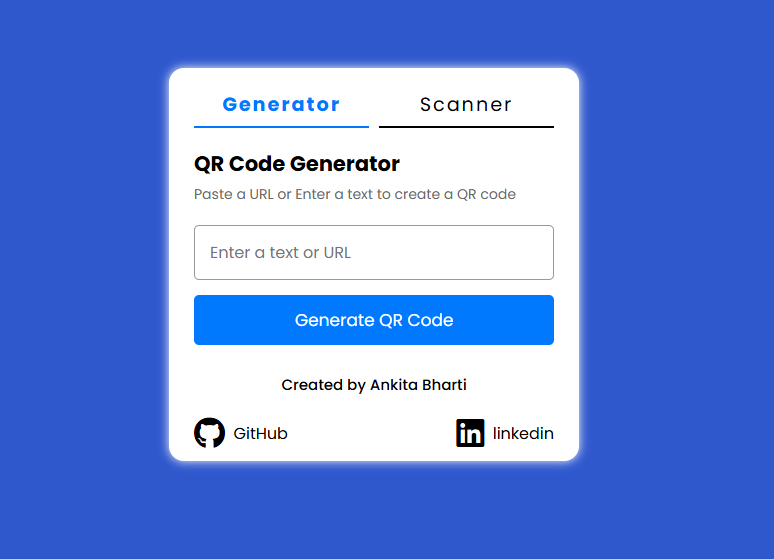 Generator Scanner
QR Code Generator
Paste a URL or Enter a text to create a QR code
Enter a text or URL
Generate QR Code
Created by Ankita Bharti
GitHub linkedin